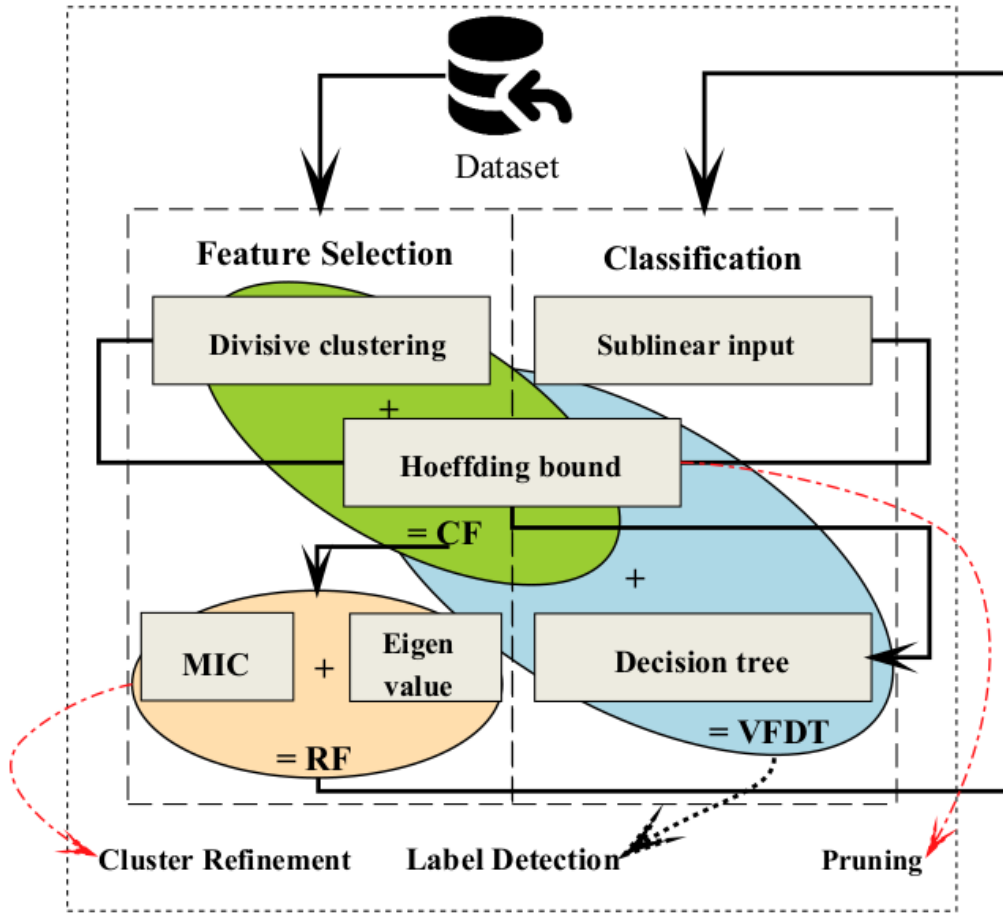 Dataset
Feature Selection
Classification
Divisive clustering
Sublinear input
+
Hoeffding bound
= CF
+
MIC
+
Eigen
value
Decision tree
= RF
= VFDT
Cluster Refinement
Label Detection
Pruning